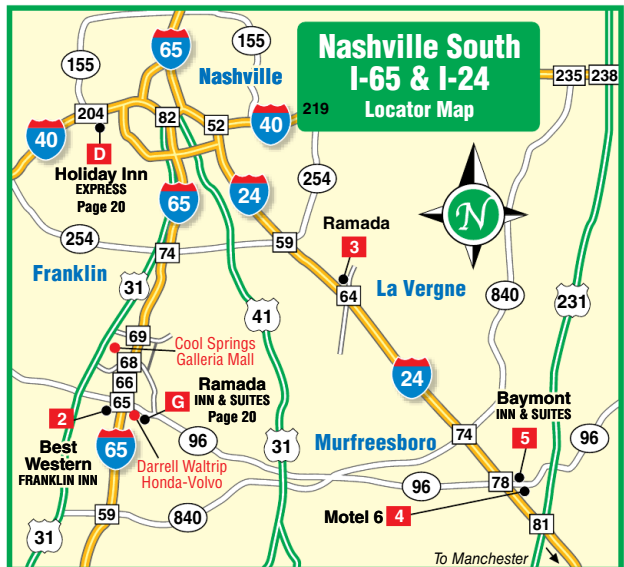 Nashville South
I-65 & I-24
Locator Map
65
155
155
Nashville
235
238
204
82
52
40
219
40
D
Holiday Inn
EXPRESS
Page 20
65
24
254
N
254
74
59
Ramada
3
Franklin
31
64
La Vergne
840
231
41
69
Cool Springs
Galleria Mall
68
66
65
G
Ramada
INN & SUITES
Page 20
24
Baymont
INN & SUITES
2
Best
Western
FRANKLIN INN
65
Darrell Waltrip
Honda-Volvo
96
31
Murfreesboro
74
5
96
96
78
Motel 6
4
59
840
81
31
To Manchester